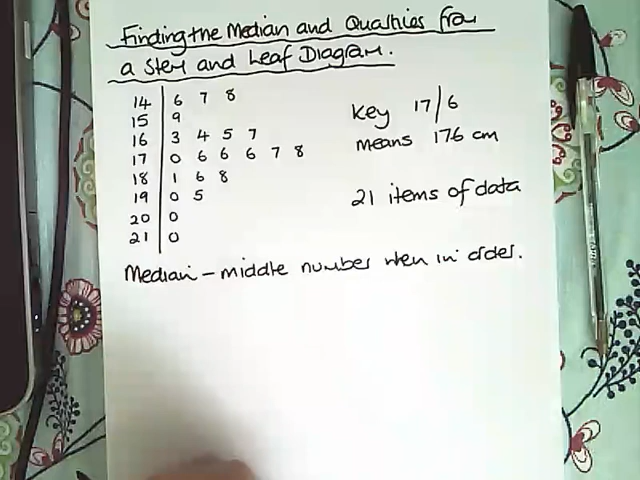 Finding the Median and Quartiles from
a Stem and Leaf Diagram.
14 | 6 7 8
15 | 9
16 | 3 4 5 7
17 | 0 6 6 6 7 8
18 | 1 6 8
19 | 0 5
20 | 0
21 | 0
Key 17/6
means 176 cm
21 items of data
Median - middle number when in order.